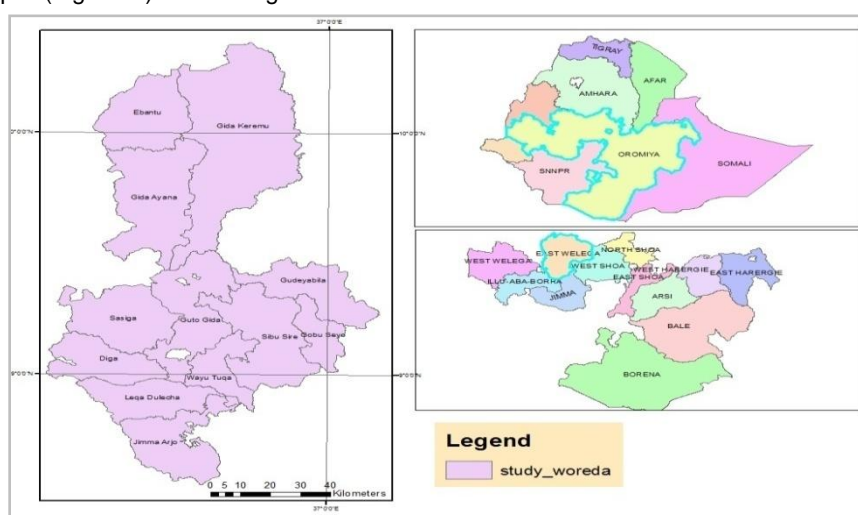 37°0'0"E
Ebantu
Gida Keremu
0°0'0"N
Gida Ayana
Gudeyabila
Sasiga
Guto Gida
Sibu Sire
Gobu Seyo
Diga
Wayu Tuqa
9°0'0"N
Leqa Dulecha
Jimma Arjo
0 5 10 20 30 40
Kilometers
37°0'0"E
TIGRAY
AFAR
AMHARA
10°0'0"N
OROMIYA
SOMALI
SNNPR
EAST WELEGA
NORTH SHOA
WEST WELEGA
WEST SHOA
WEST HARERGIE
EAST HARERGIE
ILLU-ABA-BORHA
EAST SHOA
JIMMA
ARSI
BALE
9°0'0"N
BORENA
Legend
study_woreda